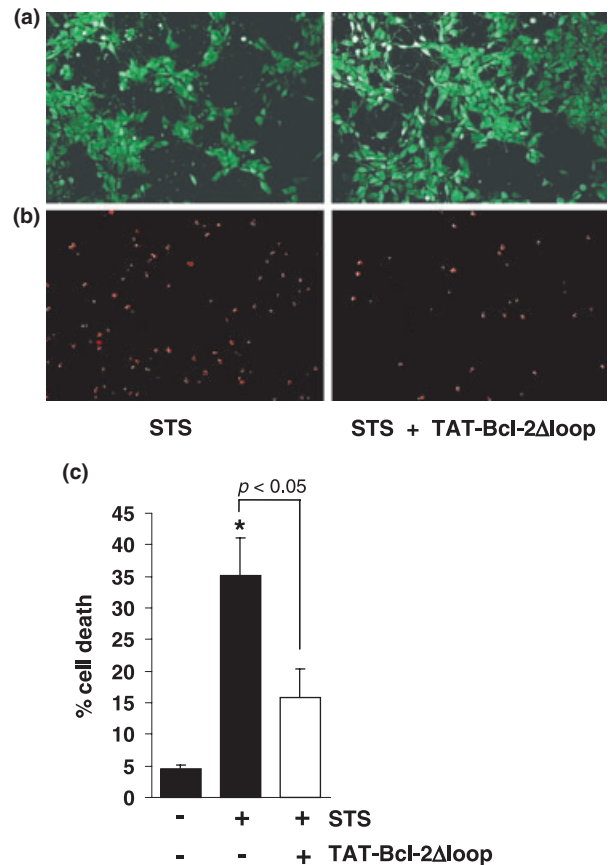 (a)
(b)
STS
STS + TAT-Bcl-2Δloop
(c)
p < 0.05
*
45
40
35
30
25
20
15
10
5
0
% cell death
- + + STS
- - + TAT-Bcl-2Δloop